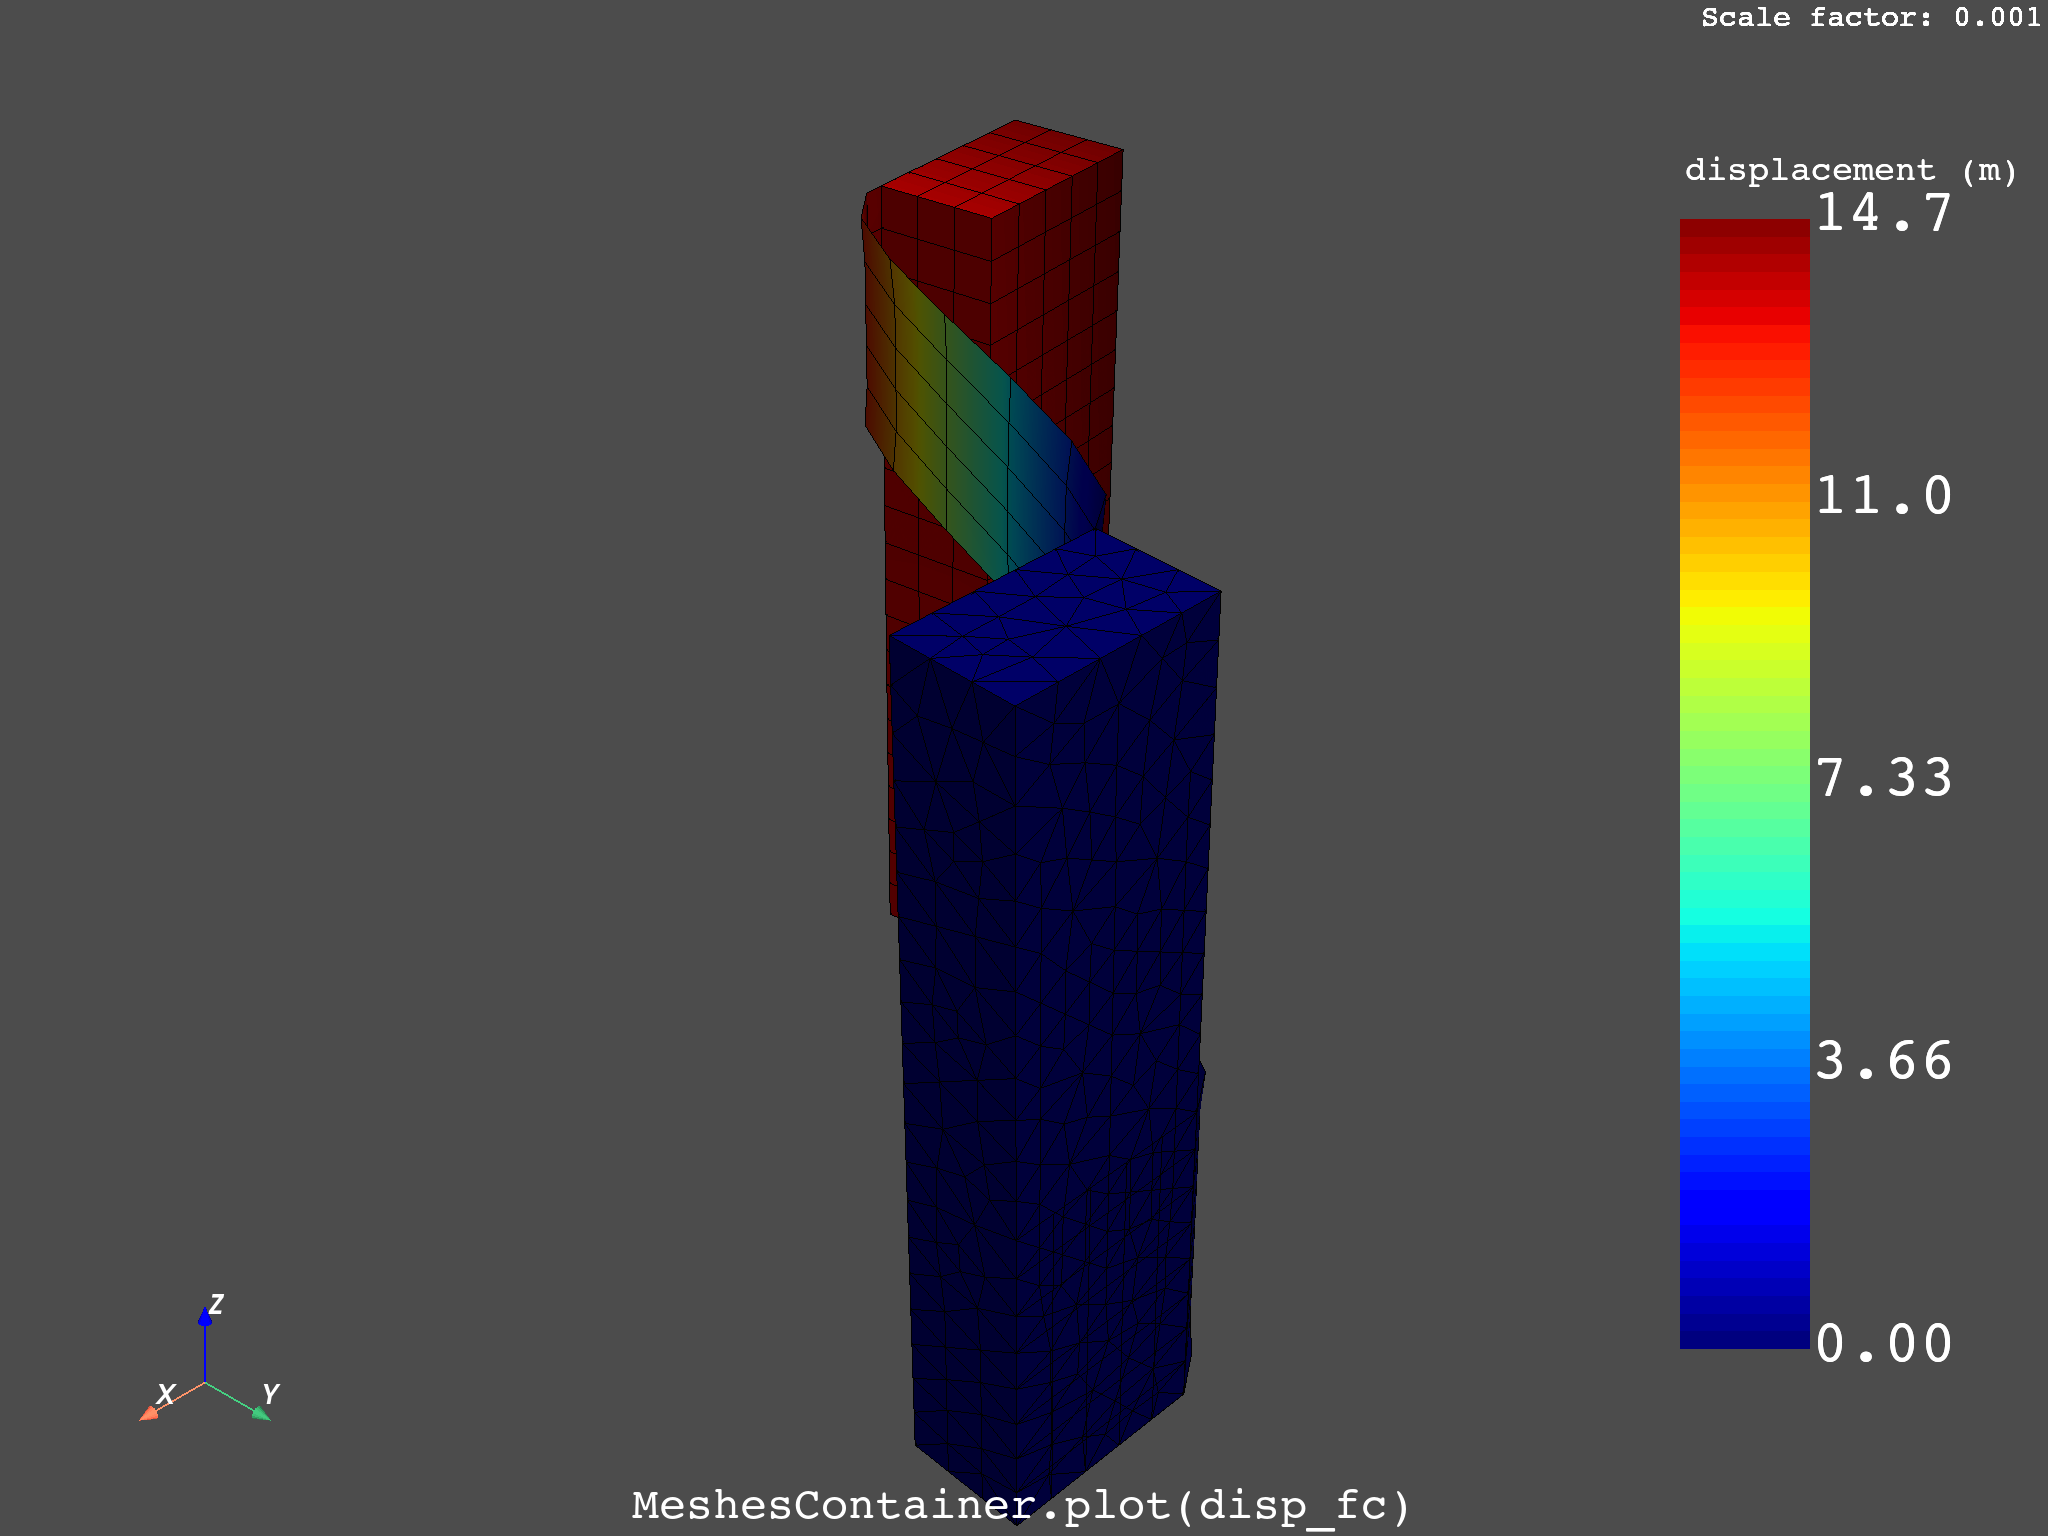 Scale factor: 0.001
displacement (m)
14.7
11.0
7.33
3.66
0.00
Z
X
Y
MeshesContainer.plot(disp_fc)